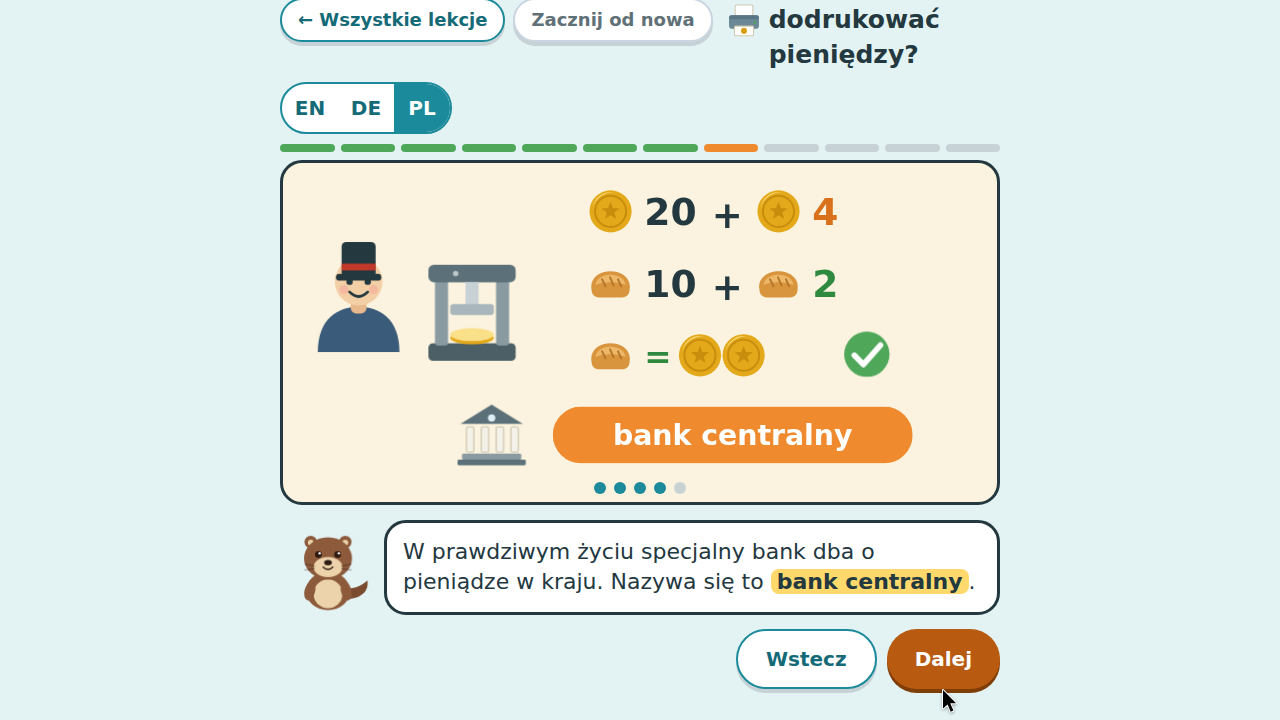 ← Wszystkie lekcje
Zacznij od nowa
dodrukować
pieniędzy?
EN DE PL
20 + 4
10 + 2
=
bank centralny
W prawdziwym życiu specjalny bank dba o
pieniądze w kraju. Nazywa się to bank centralny.
Wstecz
Dalej